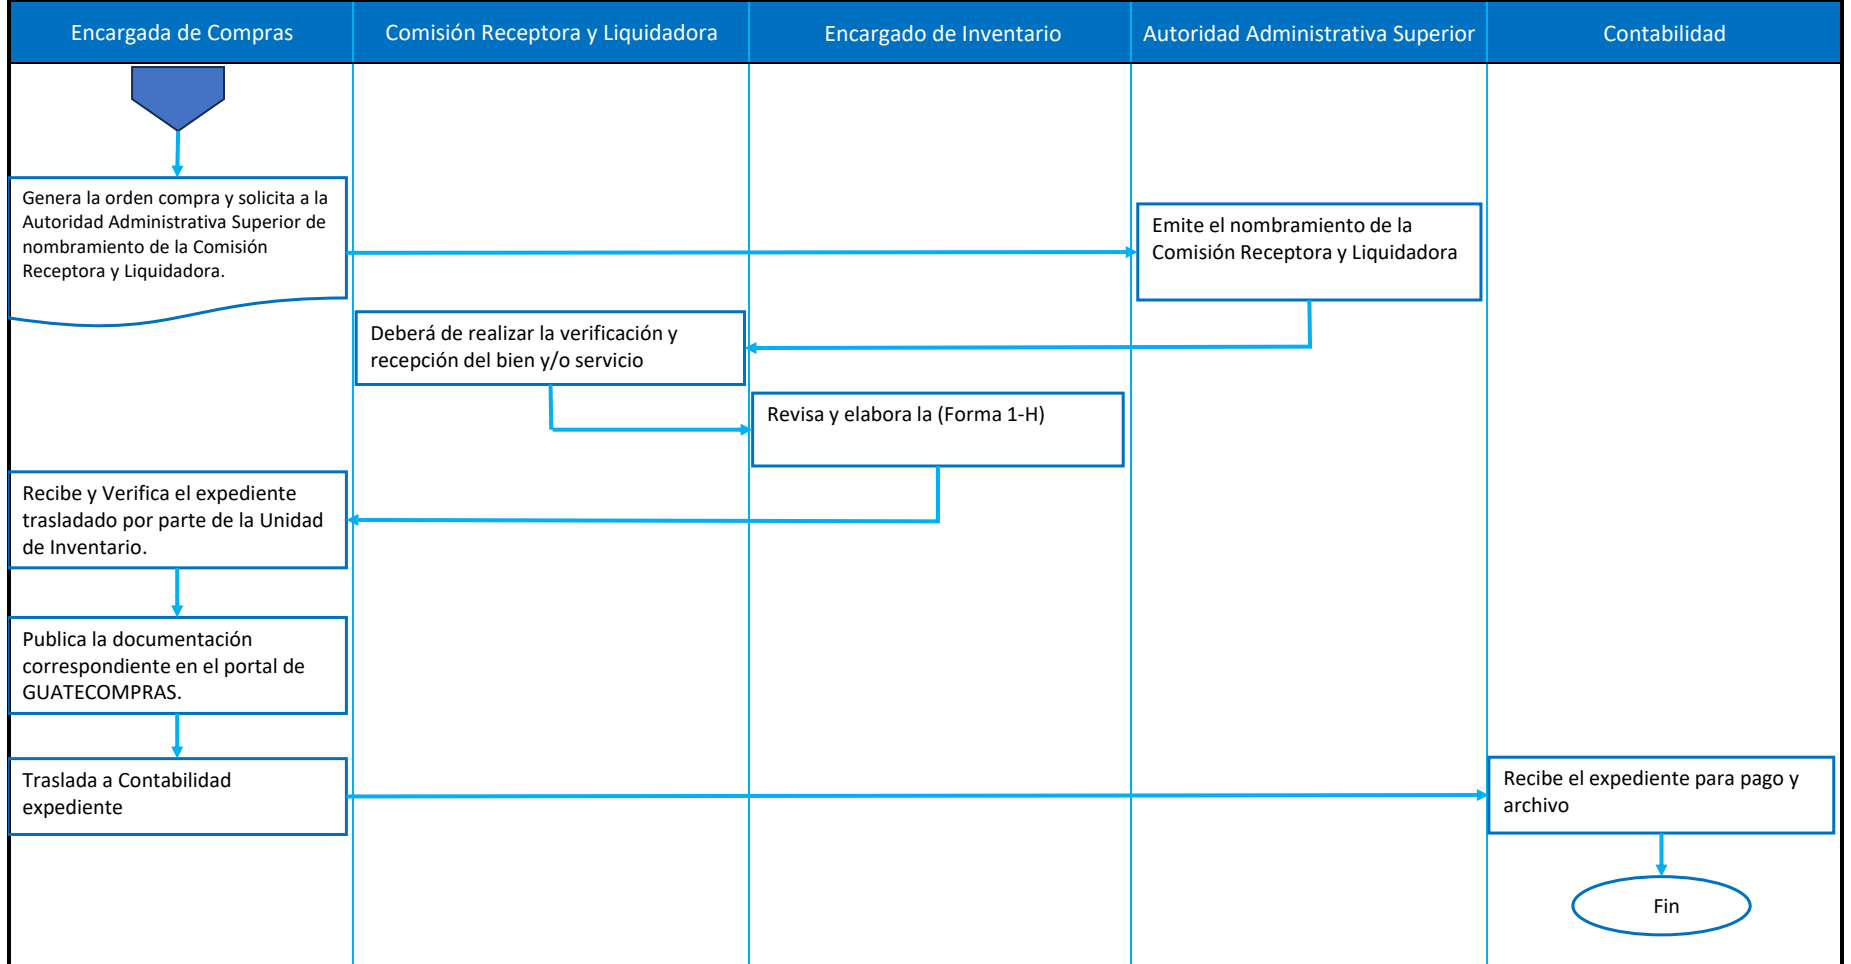 Encargada de Compras
Comisión Receptora y Liquidadora
Encargado de Inventario
Autoridad Administrativa Superior
Contabilidad
Genera la orden compra y solicita a la
Autoridad Administrativa Superior de
nombramiento de la Comisión
Receptora y Liquidadora.
Emite el nombramiento de la
Comisión Receptora y Liquidadora
Deberá de realizar la verificación y
recepción del bien y/o servicio
Revisa y elabora la (Forma 1-H)
Recibe y Verifica el expediente
trasladado por parte de la Unidad
de Inventario.
Publica la documentación
correspondiente en el portal de
GUATECOMPRAS.
Traslada a Contabilidad
expediente
Recibe el expediente para pago y
archivo
Fin